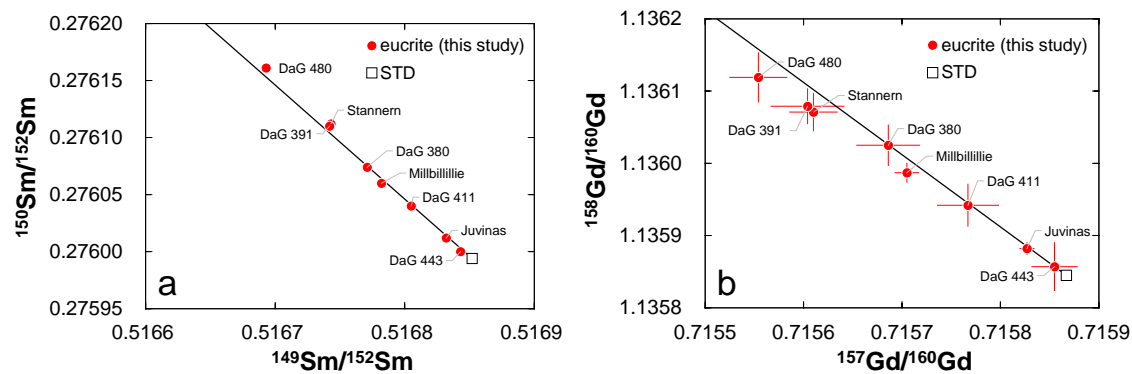 0.27620
0.27615
0.27610
0.27605
0.27600
0.27595
¹⁵⁰Sm/¹⁵²Sm
eucrite (this study)
STD
DaG 480
Stannern
DaG 391
DaG 380
Millbillillie
DaG 411
Juvinas
DaG 443
a
0.5166
0.5167
0.5168
0.5169
¹⁴⁹Sm/¹⁵²Sm
1.1362
1.1361
1.1360
1.1359
1.1358
¹⁵⁸Gd/¹⁶⁰Gd
eucrite (this study)
STD
DaG 480
Stannern
DaG 391
DaG 380
Millbillillie
DaG 411
Juvinas
DaG 443
b
0.7155
0.7156
0.7157
0.7158
0.7159
¹⁵⁷Gd/¹⁶⁰Gd